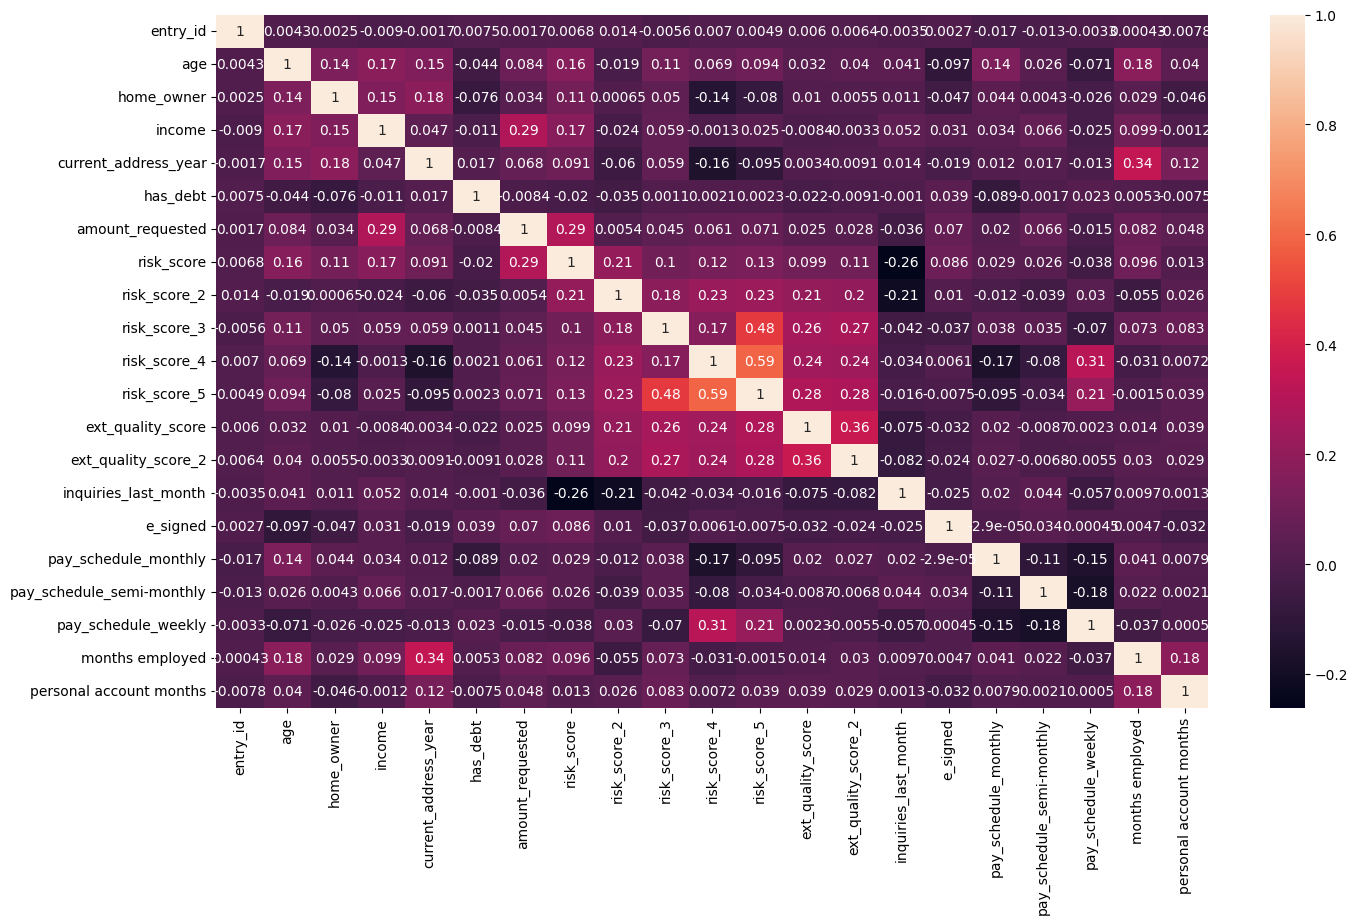 entry_id 1 0.0043 0.0025 -0.009 -0.0017 0.0075 0.0017 0.0068 0.014 -0.0056 0.007 0.0049 0.006 0.0064 -0.0035 0.0027 -0.017 -0.013 -0.0033 0.00043 -0.0078 1.0
age 0.0043 1 0.14 0.17 0.15 -0.044 0.084 0.16 -0.019 0.11 0.069 0.094 0.032 0.04 0.041 -0.097 0.14 0.026 -0.071 0.18 0.04
home_owner 0.0025 0.14 1 0.15 0.18 -0.076 0.034 0.11 0.00065 0.05 -0.14 -0.08 0.01 0.0055 0.011 -0.047 0.044 0.0043 -0.026 0.029 -0.046 0.8
income -0.009 0.17 0.15 1 0.047 -0.011 0.29 0.17 -0.024 0.059 -0.0013 0.025 -0.0084 -0.0033 0.052 0.031 0.034 0.066 -0.025 0.099 -0.0012
current_address_year -0.0017 0.15 0.18 0.047 1 0.017 0.068 0.091 -0.06 0.059 -0.16 -0.095 0.0034 0.0091 0.014 -0.019 0.012 0.017 -0.013 0.34 0.12
has_debt 0.0075 -0.044 -0.076 -0.011 0.017 1 -0.0084 -0.02 -0.035 0.0011 0.0021 0.0023 -0.022 -0.0091 -0.001 0.039 -0.089 -0.0017 0.023 0.0053 -0.0075 0.6
amount_requested 0.0017 0.084 0.034 0.29 0.068 -0.0084 1 0.29 0.0054 0.045 0.061 0.071 0.025 0.028 -0.036 0.07 0.02 0.066 -0.015 0.082 0.048
risk_score 0.0068 0.16 0.11 0.17 0.091 -0.02 0.29 1 0.21 0.1 0.12 0.13 0.099 0.11 -0.26 0.086 0.029 0.026 -0.038 0.096 0.013
risk_score_2 0.014 -0.019 0.00065 -0.024 -0.06 -0.035 0.0054 0.21 1 0.18 0.23 0.23 0.21 0.2 -0.21 0.01 -0.012 -0.039 0.03 -0.055 0.026
risk_score_3 -0.0056 0.11 0.05 0.059 0.059 0.0011 0.045 0.1 0.18 1 0.17 0.48 0.26 0.27 -0.042 -0.037 0.038 0.035 -0.07 0.073 0.083 0.4
risk_score_4 0.007 0.069 -0.14 -0.0013 -0.16 0.0021 0.061 0.12 0.23 0.17 1 0.59 0.24 0.24 -0.034 0.0061 -0.17 -0.08 0.31 -0.031 0.0072
risk_score_5 0.0049 0.094 -0.08 0.025 -0.095 0.0023 0.071 0.13 0.23 0.48 0.59 1 0.28 0.28 -0.016 -0.0075 -0.095 -0.034 0.21 -0.0015 0.039
ext_quality_score 0.006 0.032 0.01 -0.0084 0.0034 -0.022 0.025 0.099 0.21 0.26 0.24 0.28 1 0.36 -0.075 -0.032 0.02 -0.0087 0.0023 0.014 0.039 0.2
ext_quality_score_2 0.0064 0.04 0.0055 -0.0033 0.0091 -0.0091 0.028 0.11 0.2 0.27 0.24 0.28 0.36 1 -0.082 -0.024 0.027 -0.0068 -0.0055 0.03 0.029
inquiries_last_month -0.0035 0.041 0.011 0.052 0.014 -0.001 -0.036 -0.26 -0.21 -0.042 -0.034 -0.016 -0.075 -0.082 1 -0.025 0.02 0.044 -0.057 0.0097 0.0013
e_signed 0.0027 -0.097 -0.047 0.031 -0.019 0.039 0.07 0.086 0.01 -0.037 0.0061 -0.0075 -0.032 -0.024 -0.025 1 -2.9e-05 0.034 0.00045 0.0047 -0.032
pay_schedule_monthly -0.017 0.14 0.044 0.034 0.012 -0.089 0.02 0.029 -0.012 0.038 -0.17 -0.095 0.02 0.027 0.02 -2.9e-05 1 -0.11 -0.15 0.041 0.0079 0.0
pay_schedule_semi-monthly -0.013 0.026 0.0043 0.066 0.017 -0.0017 0.066 0.026 -0.039 0.035 -0.08 -0.034 -0.0087 -0.0068 0.044 0.034 -0.11 1 -0.18 0.022 0.0021
pay_schedule_weekly -0.0033 -0.071 -0.026 -0.025 -0.013 0.023 -0.015 -0.038 0.03 -0.07 0.31 0.21 0.0023 -0.0055 -0.057 0.00045 -0.15 -0.18 1 -0.037 0.0005
months employed -0.00043 0.18 0.029 0.099 0.34 0.0053 0.082 0.096 -0.055 0.073 -0.031 -0.0015 0.014 0.03 0.0097 0.0047 0.041 0.022 -0.037 1 0.18
personal account months -0.0078 0.04 -0.046 -0.0012 0.12 -0.0075 0.048 0.013 0.026 0.083 0.0072 0.039 0.039 0.029 0.0013 -0.032 0.0079 0.0021 0.0005 0.18 1 −0.2
entry_id age home_owner income current_address_year has_debt amount_requested risk_score risk_score_2 risk_score_3 risk_score_4 risk_score_5 ext_quality_score ext_quality_score_2 inquiries_last_month e_signed pay_schedule_monthly pay_schedule_semi-monthly pay_schedule_weekly months employed personal account months